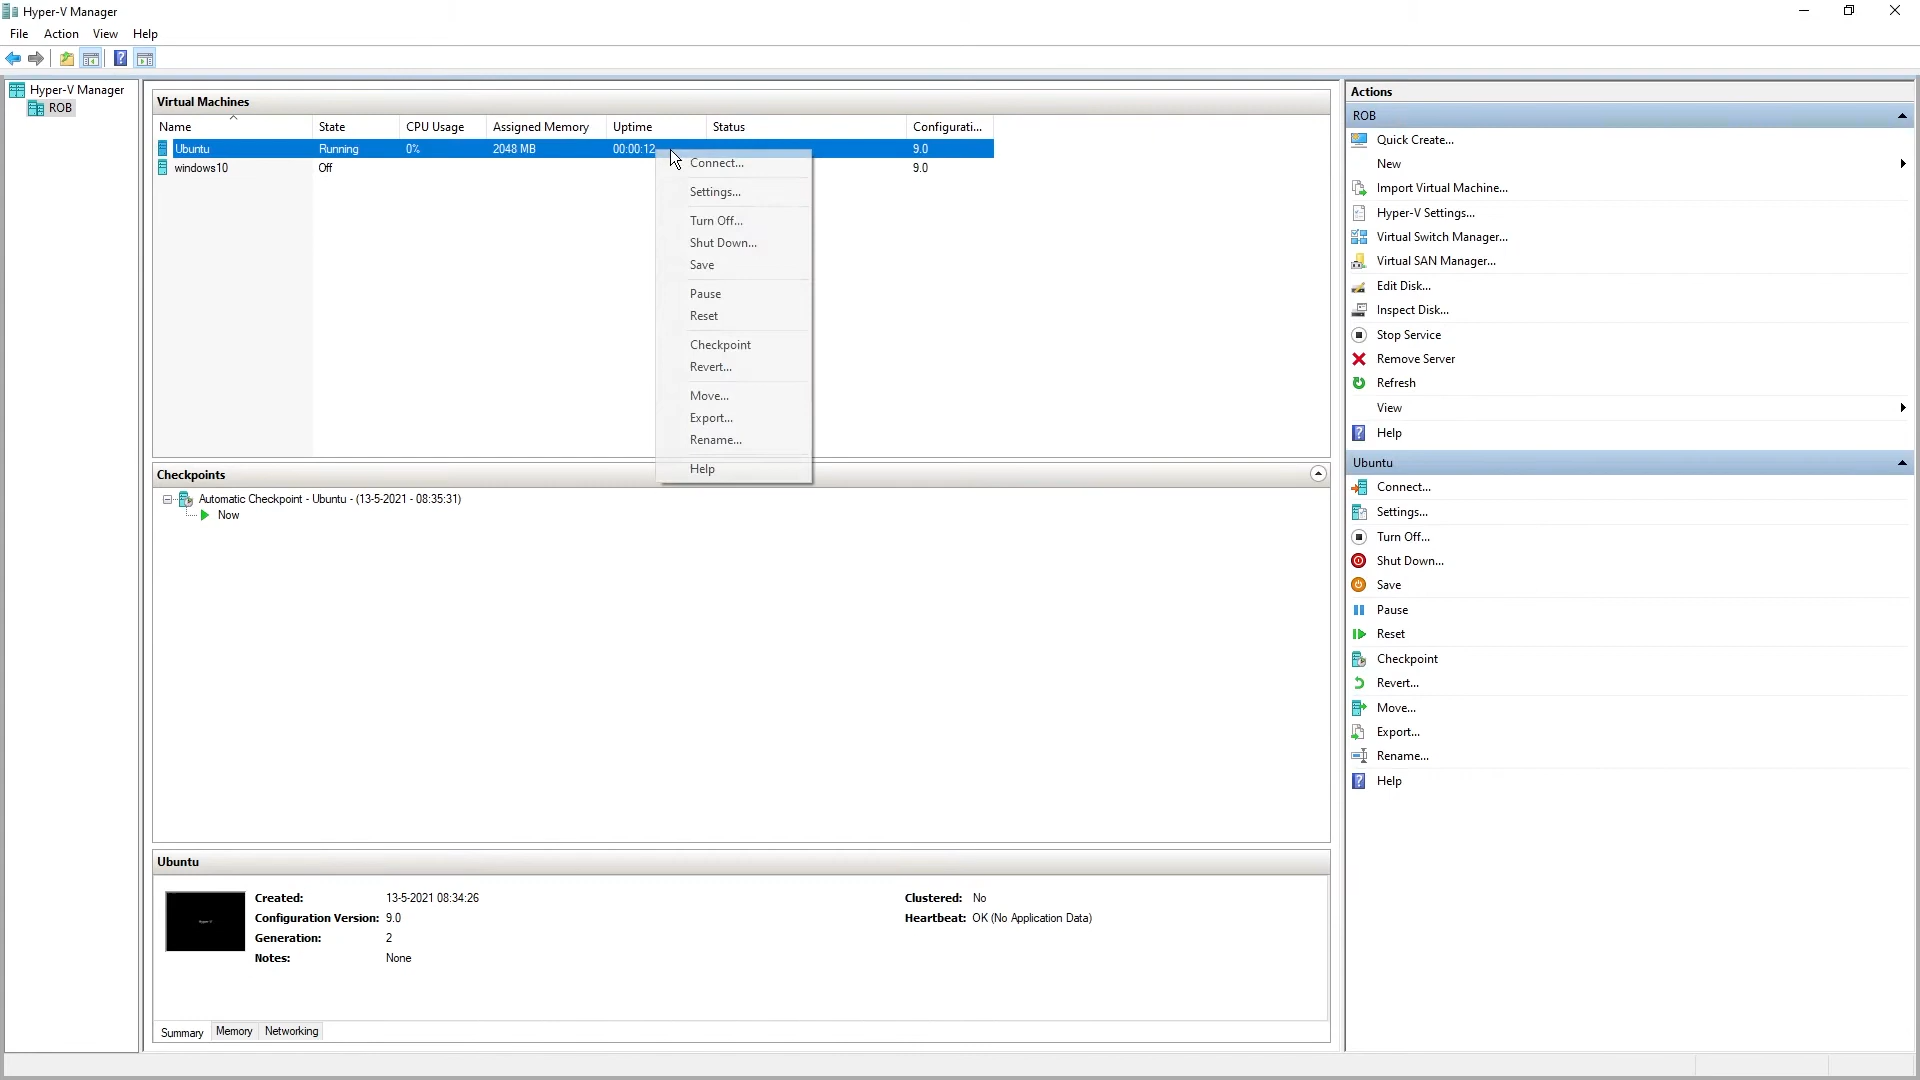 Hyper-V Manager
File Action View Help
Hyper-V Manager
ROB
Virtual Machines
Name State CPU Usage Assigned Memory Uptime Status Configurati...
Ubuntu Running 0% 2048 MB 00:00:12 9.0
windows10 Off 9.0
Connect...
Settings...
Turn Off...
Shut Down...
Save
Pause
Reset
Checkpoint
Revert...
Move...
Export...
Rename...
Help
Checkpoints
Automatic Checkpoint - Ubuntu - (13-5-2021 - 08:35:31)
Now
Ubuntu
Created: 13-5-2021 08:34:26 Clustered: No
Configuration Version: 9.0 Heartbeat: OK (No Application Data)
Generation: 2
Notes: None
Summary Memory Networking
Actions
ROB
Quick Create...
New
Import Virtual Machine...
Hyper-V Settings...
Virtual Switch Manager...
Virtual SAN Manager...
Edit Disk...
Inspect Disk...
Stop Service
Remove Server
Refresh
View
Help
Ubuntu
Connect...
Settings...
Turn Off...
Shut Down...
Save
Pause
Reset
Checkpoint
Revert...
Move...
Export...
Rename...
Help